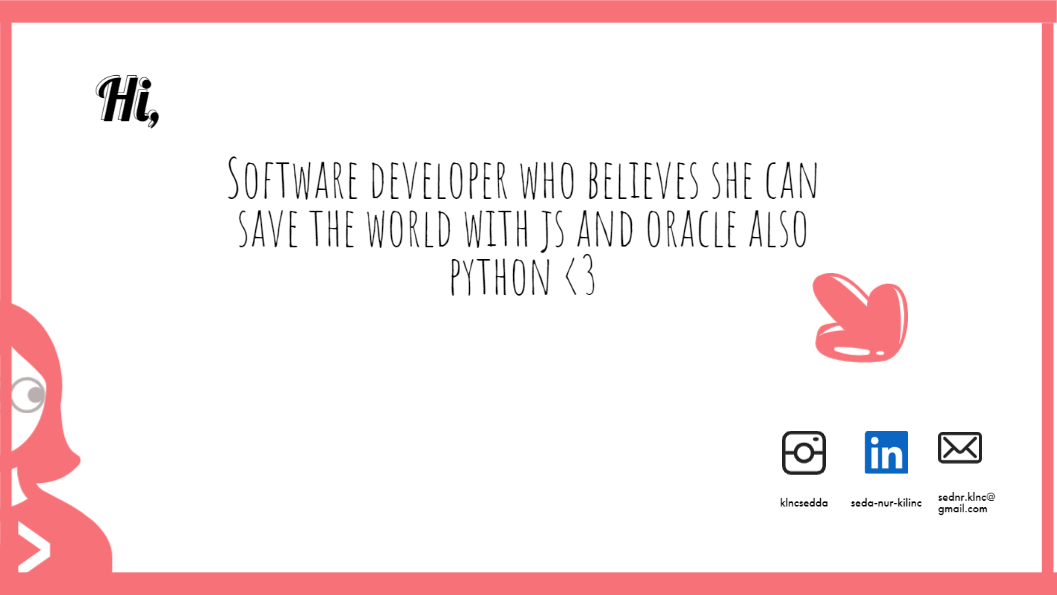 Hi,
Software developer who believes she can
save the world with js and oracle also
python <3
in
klncsedda
seda-nur-kilinc
sednr.klnc@
gmail.com
>